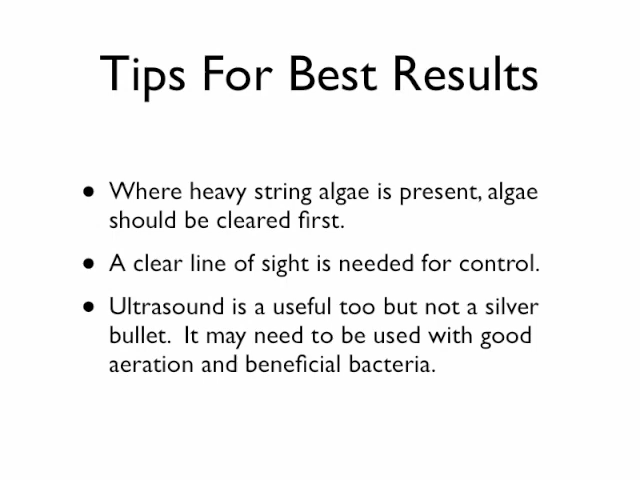 Tips For Best Results
• Where heavy string algae is present, algae
should be cleared first.
• A clear line of sight is needed for control.
• Ultrasound is a useful too but not a silver
bullet.  It may need to be used with good
aeration and beneficial bacteria.